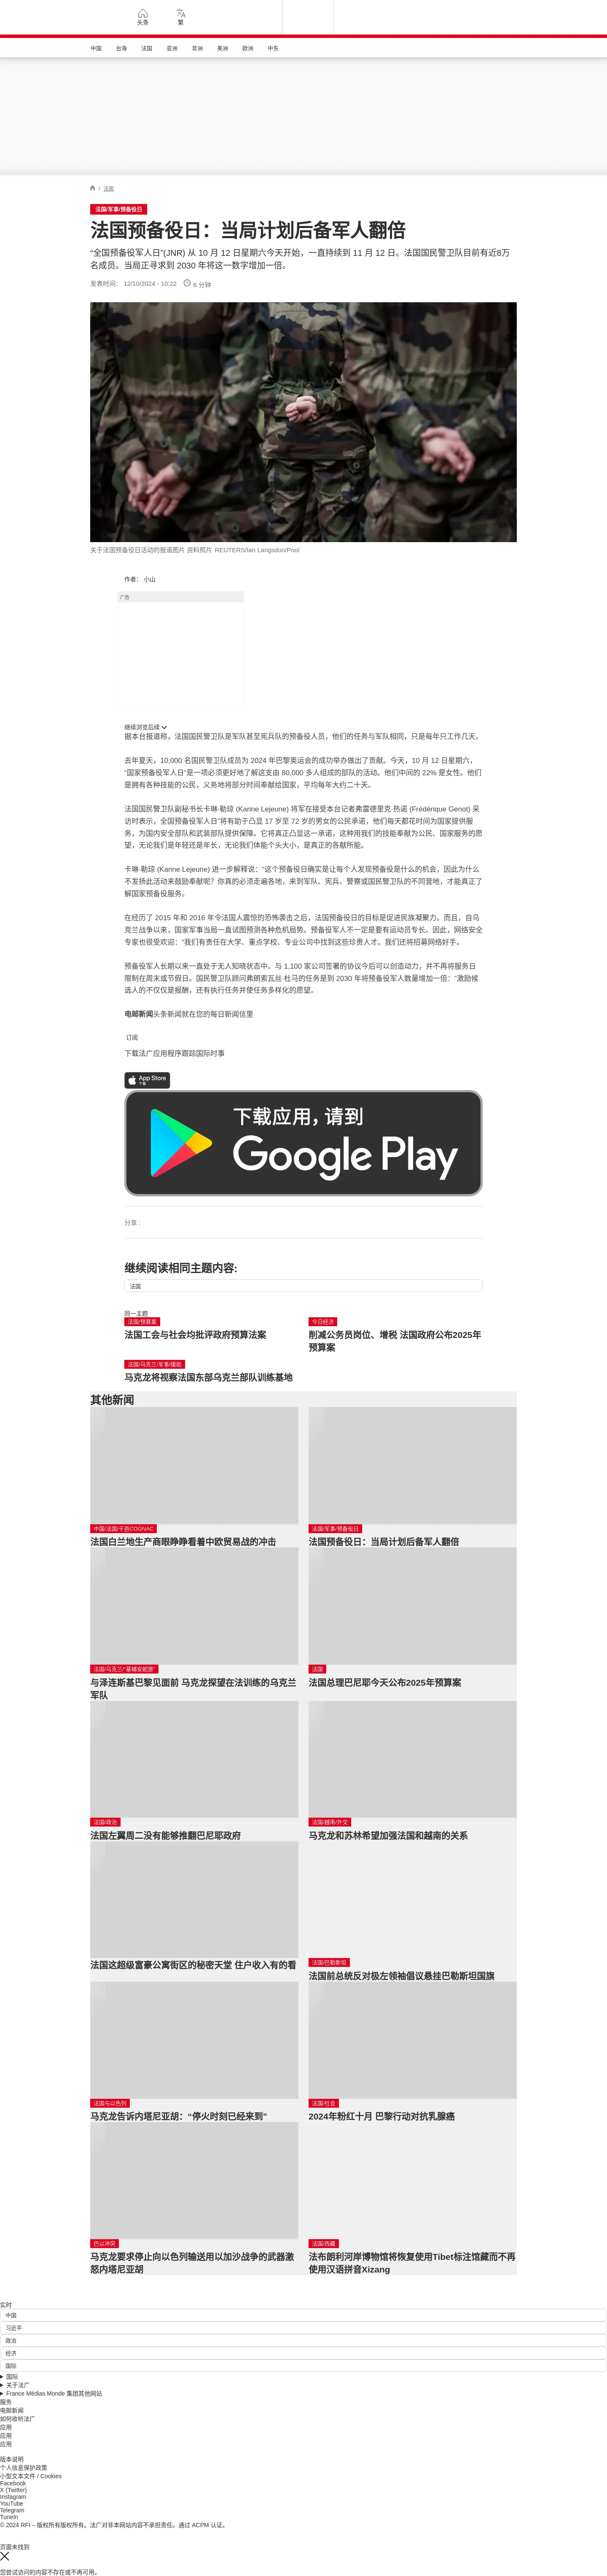 头条
繁
中国 台海 法国 亚洲 非洲 美洲 欧洲 中东
/ 法国
法国/军事/预备役日
法国预备役日：当局计划后备军人翻倍
“全国预备役军人日”(JNR) 从 10 月 12 日星期六今天开始，一直持续到 11 月 12 日。法国国民警卫队目前有近8万
名成员。当局正寻求到 2030 年将这一数字增加一倍。
发表时间： 12/10/2024 - 10:22 6 分钟
关于法国预备役日活动的报道图片 资料照片 REUTERS/Ian Langsdon/Pool
作者： 小山
广告
继续浏览后续
据本台报道称，法国国民警卫队是军队甚至宪兵队的预备役人员，他们的任务与军队相同，只是每年只工作几天。
去年夏天，10,000 名国民警卫队成员为 2024 年巴黎奥运会的成功举办做出了贡献。今天，10 月 12 日星期六，
“国家预备役军人日”是一项必须更好地了解这支由 80,000 多人组成的部队的活动。他们中间的 22% 是女性。他们
是拥有各种技能的公民，义务地将部分时间奉献给国家，平均每年大约二十天。
法国国民警卫队副秘书长卡琳·勒琼 (Karine Lejeune) 将军在接受本台记者弗雷德里克·热诺 (Frédérique Genot) 采
访时表示，全国预备役军人日”将有助于凸显 17 岁至 72 岁的男女的公民承诺，他们每天都花时间为国家提供服
务，为国内安全部队和武装部队提供保障。它将真正凸显这一承诺，这种用我们的技能奉献为公民、国家服务的愿
望，无论我们是年轻还是年长，无论我们体能个头大小，是真正的各献所能。
卡琳·勒琼 (Karine Lejeune) 进一步解释说：“这个预备役日确实是让每个人发现预备役是什么的机会，因此为什么
不发扬此活动来鼓励奉献呢？你真的必须走遍各地，来到军队、宪兵、警察或国民警卫队的不同营地，才能真正了
解国家预备役服务。
在经历了 2015 年和 2016 年令法国人震惊的恐怖袭击之后，法国预备役日的目标是促进民族凝聚力。而且，自乌
克兰战争以来，国家军事当局一直试图预测各种危机局势。预备役军人不一定是要有运动员专长。因此，网络安全
专家也很受欢迎：“我们有责任在大学、重点学校、专业公司中找到这些珍贵人才。我们还将招募网络好手。
预备役军人长期以来一直处于无人知晓状态中。与 1,100 家公司签署的协议今后可以创造动力，并不再将服务日
限制在周末或节假日。国民警卫队顾问弗朗索瓦丝·杜马的任务是到 2030 年将预备役军人数量增加一倍：“激励候
选人的不仅仅是报酬，还有执行任务并使任务多样化的愿望。
电邮新闻头条新闻就在您的每日新闻信里
订阅
下载法广应用程序跟踪国际时事
App Store
下载
下载应用，请到
Google Play
分享 :
继续阅读相同主题内容:
法国
同一主题
法国/预算案
法国工会与社会均批评政府预算法案
今日经济
削减公务员岗位、增税 法国政府公布2025年
预算案
法国/乌克兰/军事/援助
马克龙将视察法国东部乌克兰部队训练基地
其他新闻
中国/法国/干邑COGNAC
法国白兰地生产商眼睁睁看着中欧贸易战的冲击
法国/军事/预备役日
法国预备役日：当局计划后备军人翻倍
法国/乌克兰/“基辅安妮旅”
与泽连斯基巴黎见面前 马克龙探望在法训练的乌克兰
军队
法国
法国总理巴尼耶今天公布2025年预算案
法国/政治
法国左翼周二没有能够推翻巴尼耶政府
法国/越南/外交
马克龙和苏林希望加强法国和越南的关系
法国这超级富豪公寓街区的秘密天堂 住户收入有的看
法国/巴勒斯坦
法国前总统反对极左领袖倡议悬挂巴勒斯坦国旗
法国与以色列
马克龙告诉内塔尼亚胡：“停火时刻已经来到”
法国/社会
2024年粉红十月 巴黎行动对抗乳腺癌
巴以冲突
马克龙要求停止向以色列输送用以加沙战争的武器激
怒内塔尼亚胡
法国/西藏
法布朗利河岸博物馆将恢复使用Tibet标注馆藏而不再
使用汉语拼音Xizang
实时
中国
习近平
政治
经济
国际
国际
关于法广
France Médias Monde 集团其他网站
服务
电邮新闻
如何收听法广
应用
应用
应用
版本说明
个人信息保护政策
小型文本文件 / Cookies
Facebook
X (Twitter)
Instagram
YouTube
Telegram
TuneIn
© 2024 RFI – 版权所有版权所有。法广对非本网站内容不承担责任。通过 ACPM 认证。
页面未找到
您尝试访问的内容不存在或不再可用。